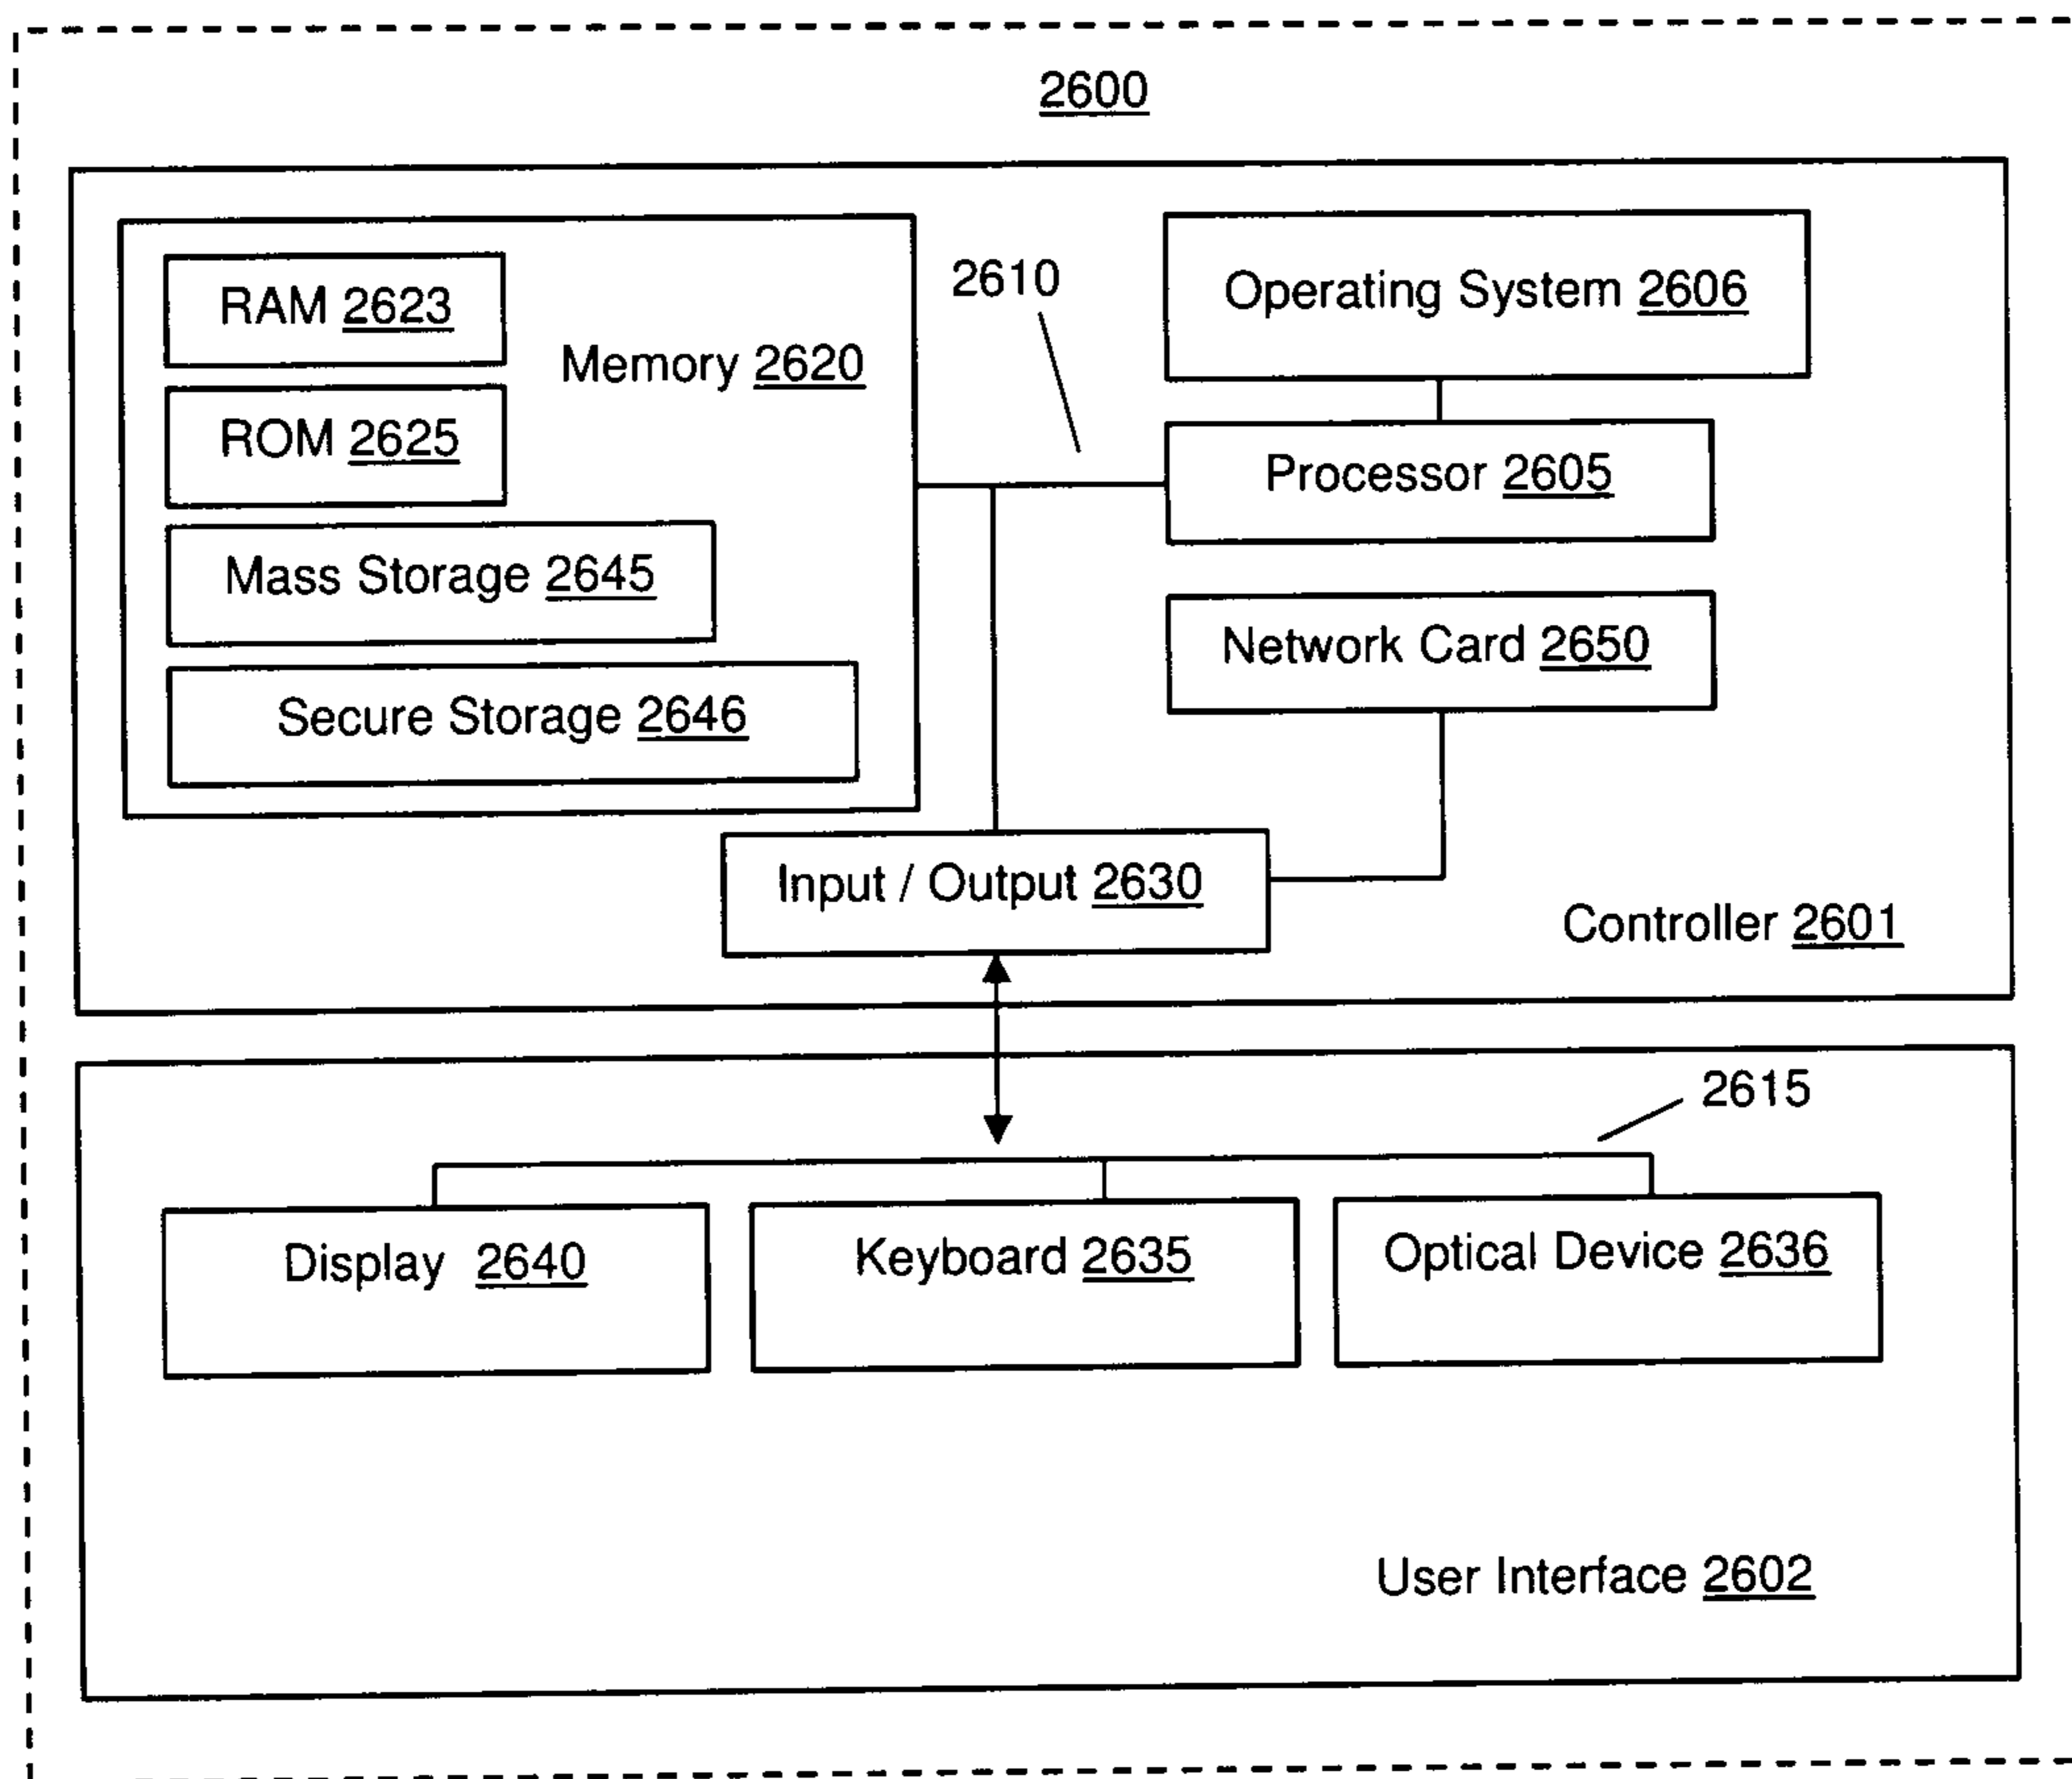 2600
RAM 2623
Memory 2620
ROM 2625
Mass Storage 2645
Secure Storage 2646
2610
Operating System 2606
Processor 2605
Network Card 2650
Input / Output 2630
Controller 2601
2615
Display 2640
Keyboard 2635
Optical Device 2636
User Interface 2602